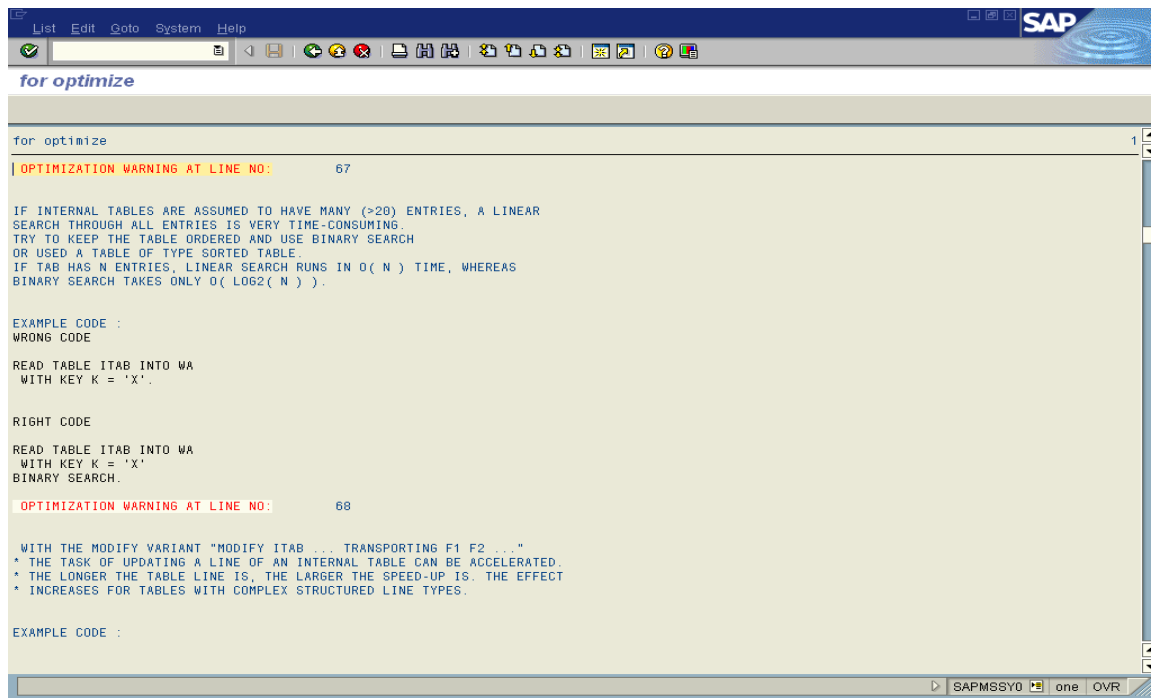 List Edit Goto System Help
SAP
for optimize
for optimize 1
OPTIMIZATION WARNING AT LINE NO: 67
IF INTERNAL TABLES ARE ASSUMED TO HAVE MANY (>20) ENTRIES, A LINEAR
SEARCH THROUGH ALL ENTRIES IS VERY TIME-CONSUMING.
TRY TO KEEP THE TABLE ORDERED AND USE BINARY SEARCH
OR USED A TABLE OF TYPE SORTED TABLE.
IF TAB HAS N ENTRIES, LINEAR SEARCH RUNS IN O( N ) TIME, WHEREAS
BINARY SEARCH TAKES ONLY O( LOG2( N ) ).
EXAMPLE CODE :
WRONG CODE
READ TABLE ITAB INTO WA
WITH KEY K = 'X'.
RIGHT CODE
READ TABLE ITAB INTO WA
WITH KEY K = 'X'
BINARY SEARCH.
OPTIMIZATION WARNING AT LINE NO: 68
WITH THE MODIFY VARIANT "MODIFY ITAB ... TRANSPORTING F1 F2 ..."
* THE TASK OF UPDATING A LINE OF AN INTERNAL TABLE CAN BE ACCELERATED.
* THE LONGER THE TABLE LINE IS, THE LARGER THE SPEED-UP IS. THE EFFECT
* INCREASES FOR TABLES WITH COMPLEX STRUCTURED LINE TYPES.
EXAMPLE CODE :
SAPMSSY0 one OVR